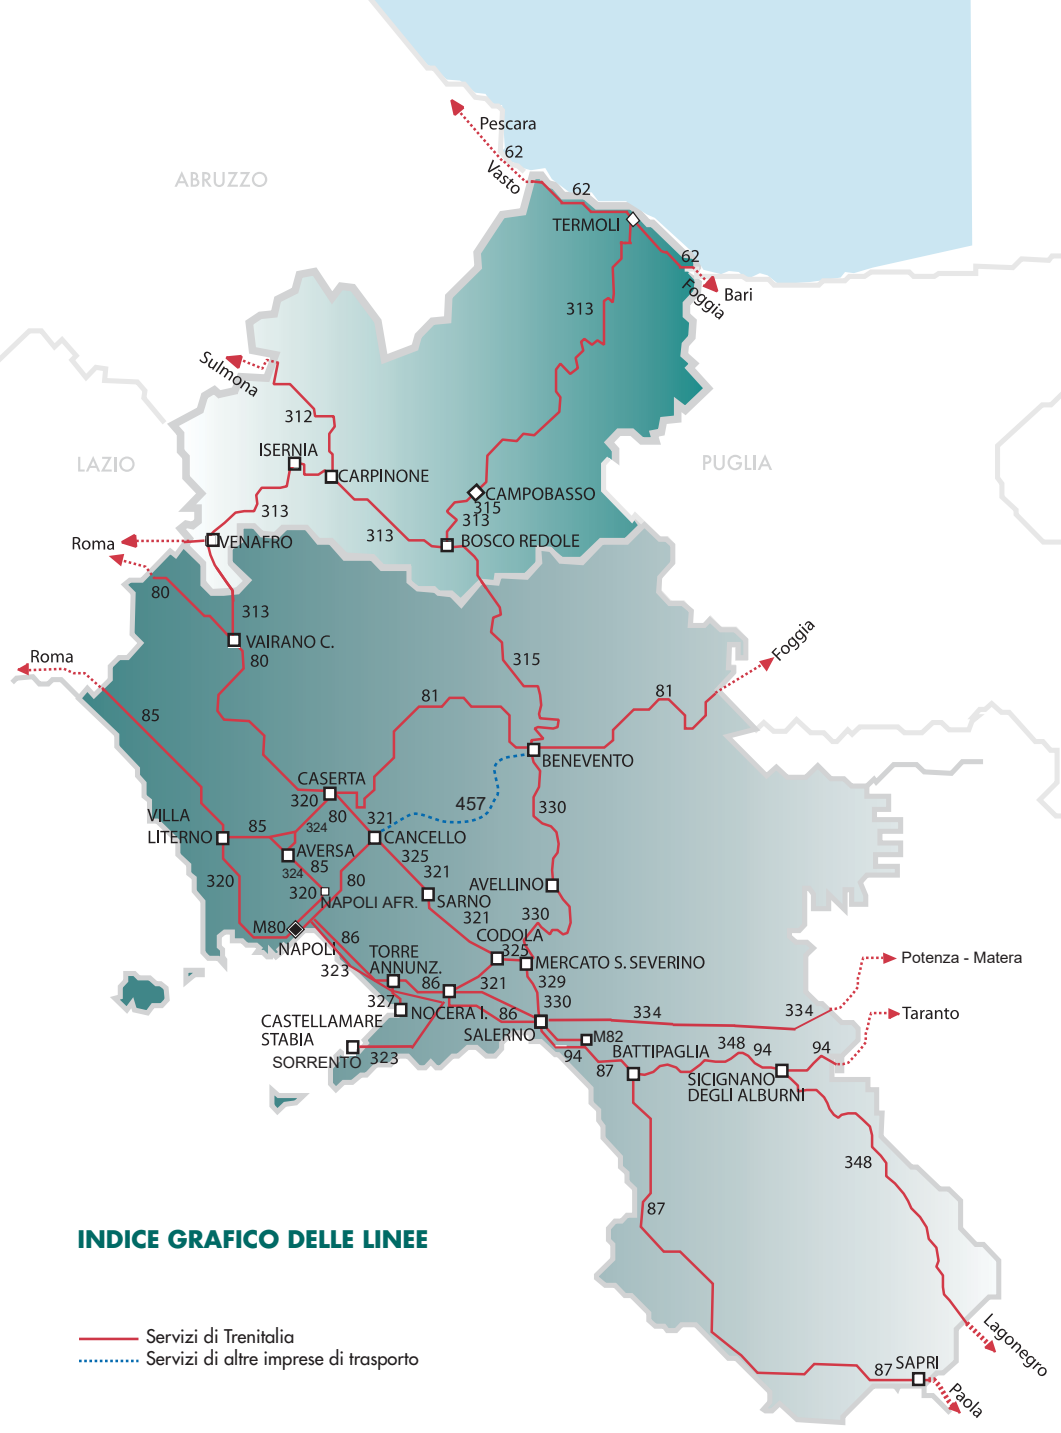 Pescara
62
Vasto
ABRUZZO
62
TERMOLI
62
Foggia
Bari
313
Sulmona
312
ISERNIA
LAZIO
CARPINONE
PUGLIA
CAMPOBASSO
315
313
313
313
BOSCO REDOLE
Roma
VENAFRO
80
313
VAIRANO C.
Foggia
Roma
80
315
81
81
85
BENEVENTO
CASERTA
320
80
457
330
VILLA
LITERNO
85
324
321
CANCELLO
AVERSA
325
85
324
321
320
80
320
NAPOLI AFR.
SARNO
AVELLINO
321
330
M80
NAPOLI
86
CODOLA
325
TORRE
ANNUNZ.
323
86
321
MERCATO S. SEVERINO
Potenza - Matera
329
327
NOCERA I.
86
330
334
334
Taranto
CASTELLAMARE
STABIA
SORRENTO
323
SALERNO
M82
94
BATTIPAGLIA
348
94
94
87
SICIGNANO
DEGLI ALBURNI
348
87
INDICE GRAFICO DELLE LINEE
Servizi di Trenitalia
Servizi di altre imprese di trasporto
Lagonegro
87
SAPRI
Paola